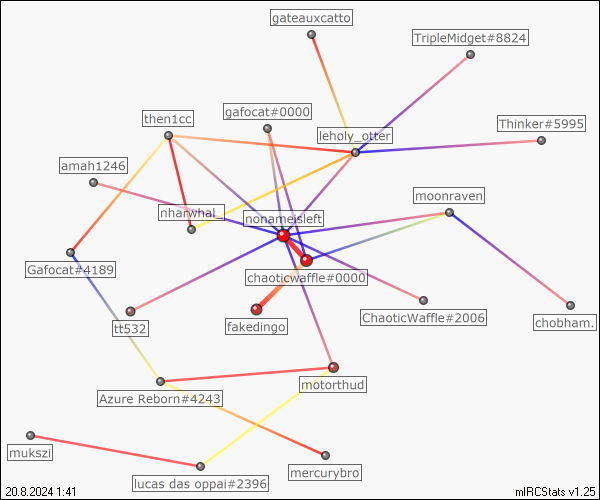 gateauxcatto
TripleMidget#8824
gafocat#0000
then1cc
Thinker#5995
leholy_otter
amah1246
moonraven
nharwhal_
nonameisleft
Gafocat#4189
chaoticwaffle#0000
ChaoticWaffle#2006
chobham.
tt532
fakedingo
motorthud
Azure Reborn#4243
mukszi
mercurybro
lucas das oppai#2396
20.8.2024 1:41
mIRCStats v1.25